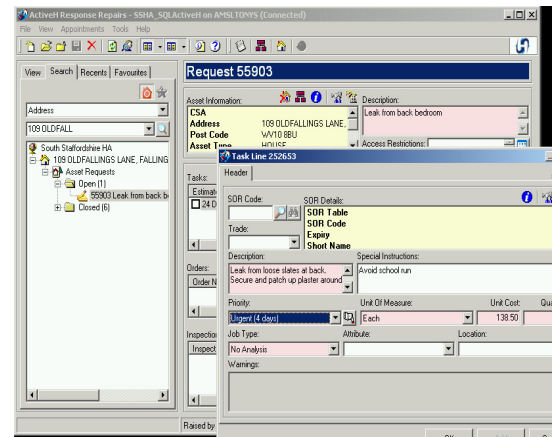 ActiveH Response Repairs - SSHA_SQLActiveH on AMSLTONYS (Connected)
File View Appointments Tools Help
View Search Recents Favourites
Address
109 OLDFALL
South Staffordshire HA
109 OLDFALLINGS LANE, FALLING
Asset Requests
Open (1)
55903 Leak from back b
Closed (6)
Request 55903
Asset Information:
Description:
CSA
Address 109 OLDFALLINGS LANE,
Post Code WV10 8BU
Asset Type HOUSE
Leak from back bedroom
Access Restrictions:
Tasks:
Estimat
24 D
Orders:
Order N
Inspection
Inspect
Raised by
Task Line 252653
Header
SOR Code:
SOR Details:
SOR Table
SOR Code
Expiry
Short Name
Trade:
Description:
Special Instructions:
Leak from loose slates at back.
Secure and patch up plaster around
Avoid school run
Priority:
Unit Of Measure:
Unit Cost:
Qua
Urgent (4 days)
Each
138.50
Job Type:
Attribute:
Location:
No Analysis
Warnings: